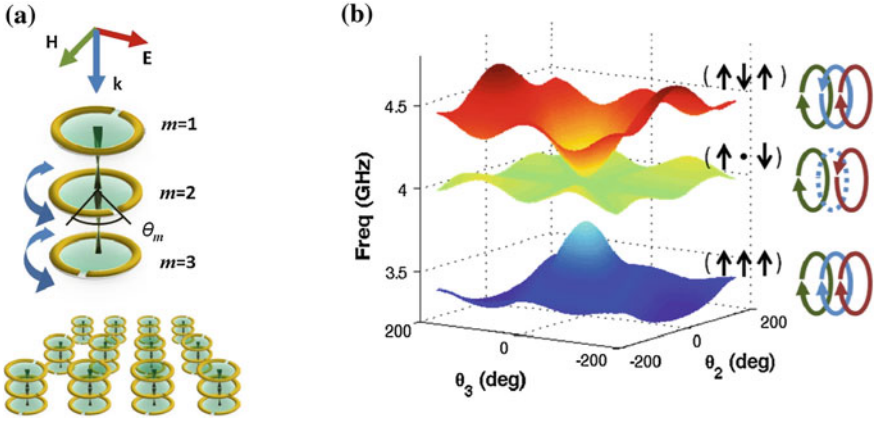 (a)
H
E
k
m=1
m=2
θm
m=3
(b)
Freq (GHz)
4.5
4
3.5
200
0
-200
θ3 (deg)
-200
0
200
θ2 (deg)
(↑↓↑)
(↑·↓)
(↑↑↑)